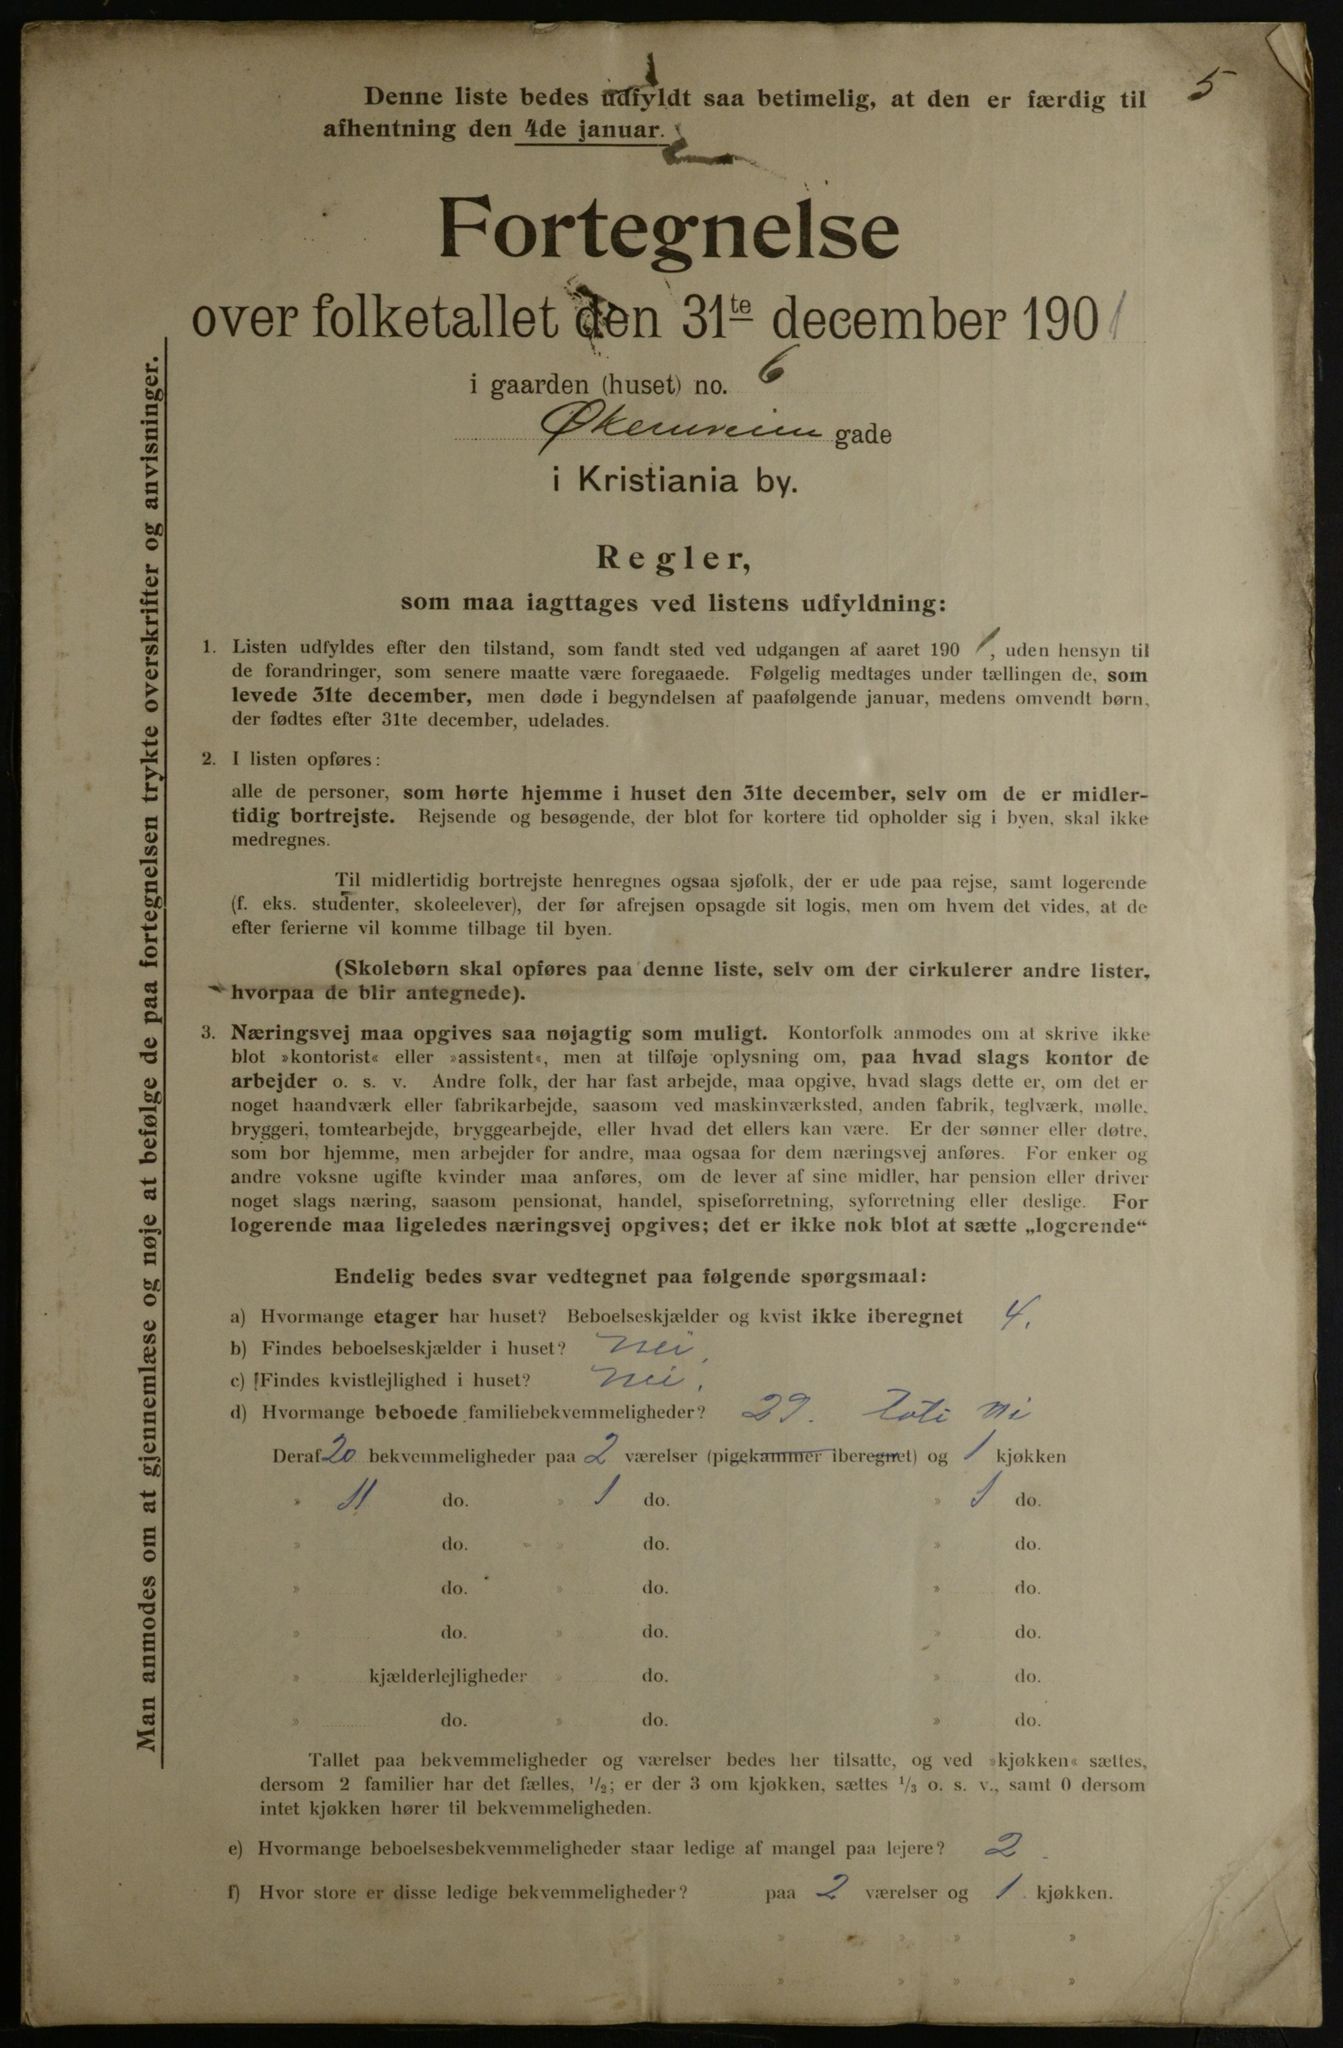 5
Denne liste bedes udfyldt saa betimelig, at den er færdig til
afhentning den 4de januar.
Fortegnelse
over folketallet den 31te december 1901
i gaarden (huset) no. 6
Økernveien gade
i Kristiania by.
Regler,
som maa iagttages ved listens udfyldning:
1. Listen udfyldes efter den tilstand, som fandt sted ved udgangen af aaret 190 1, uden hensyn til
de forandringer, som senere maatte være foregaaede. Følgelig medtages under tællingen de, som
levede 31te december, men døde i begyndelsen af paafølgende januar, medens omvendt børn,
der fødtes efter 31te december, udelades.
2. I listen opføres:
alle de personer, som hørte hjemme i huset den 31te december, selv om de er midler-
tidig bortrejste. Rejsende og besøgende, der blot for kortere tid opholder sig i byen, skal ikke
medregnes.
Til midlertidig bortrejste henregnes ogsaa sjøfolk, der er ude paa rejse, samt logerende
(f. eks. studenter, skoleelever), der før afrejsen opsagde sit logis, men om hvem det vides, at de
efter ferierne vil komme tilbage til byen.
(Skolebørn skal opføres paa denne liste, selv om der cirkulerer andre lister,
hvorpaa de blir antegnede).
3. Næringsvej maa opgives saa nøjagtig som muligt. Kontorfolk anmodes om at skrive ikke
blot »kontorist« eller »assistent«, men at tilføje oplysning om, paa hvad slags kontor de
arbejder o. s. v. Andre folk, der har fast arbejde, maa opgive, hvad slags dette er, om det er
noget haandværk eller fabrikarbejde, saasom ved maskinværksted, anden fabrik, teglværk, mølle,
bryggeri, tomtearbejde, bryggearbejde, eller hvad det ellers kan være. Er der sønner eller døtre,
som bor hjemme, men arbejder for andre, maa ogsaa for dem næringsvej anføres. For enker og
andre voksne ugifte kvinder maa anføres, om de lever af sine midler, har pension eller driver
noget slags næring, saasom pensionat, handel, spiseforretning, syforretning eller deslige. For
logerende maa ligeledes næringsvej opgives; det er ikke nok blot at sætte „logerende“
Endelig bedes svar vedtegnet paa følgende spørgsmaal:
a) Hvormange etager har huset? Beboelseskjælder og kvist ikke iberegnet 4.
b) Findes beboelseskjælder i huset? nei.
c) Findes kvistlejlighed i huset? nei.
d) Hvormange beboede familiebekvemmeligheder? 29. toti ni
Deraf 20 bekvemmeligheder paa 2 værelser (pigekammer iberegnet) og 1 kjøkken
» 11 do. » 1 do. » 1 do.
» do. » do. » do.
» do. » do. » do.
» do. » do. » do.
» kjælderlejligheder » do. » do.
» do. » do. » do.
Tallet paa bekvemmeligheder og værelser bedes her tilsatte, og ved »kjøkken« sættes,
dersom 2 familier har det fælles, 1/2; er der 3 om kjøkken, sættes 1/3 o. s. v., samt 0 dersom
intet kjøkken hører til bekvemmeligheden.
e) Hvormange beboelsesbekvemmeligheder staar ledige af mangel paa lejere? 2.
f) Hvor store er disse ledige bekvemmeligheder? paa 2 værelser og 1 kjøkken.
» » » »
» » » »
Man anmodes om at gjennemlæse og nøje at befølge de paa fortegnelsen trykte overskrifter og anvisninger.